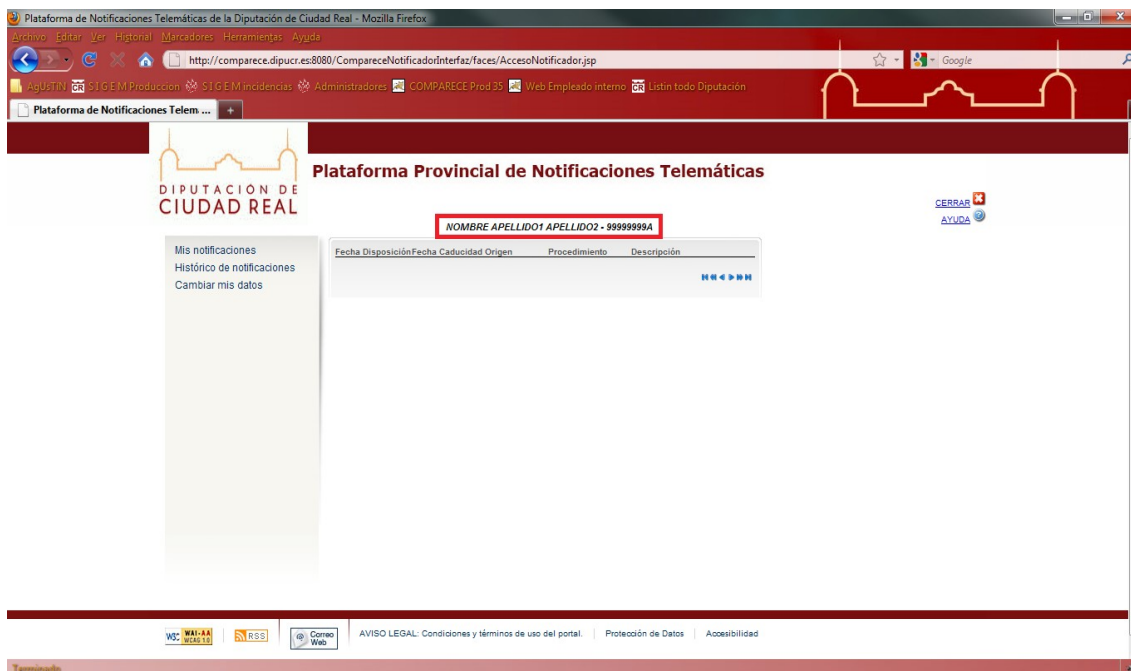 Plataforma de Notificaciones Telemáticas de la Diputación de Ciudad Real - Mozilla Firefox
Archivo Editar Ver Historial Marcadores Herramientas Ayuda
http://comparece.dipucr.es:8080/CompareceNotificadorInterfaz/faces/AccesoNotificador.jsp
Google
AgUsTiN SIGEM Produccion SIGEM incidencias Administradores COMPARECE Prod 35 Web Empleado interno Listin todo Diputación
Plataforma de Notificaciones Telem ...
DIPUTACIÓN DE
CIUDAD REAL
Plataforma Provincial de Notificaciones Telemáticas
CERRAR
AYUDA
NOMBRE APELLIDO1 APELLIDO2 - 99999999A
Mis notificaciones
Histórico de notificaciones
Cambiar mis datos
Fecha Disposición Fecha Caducidad Origen Procedimiento Descripción
W3C WAI-AA WCAG 1.0
RSS
Correo Web
AVISO LEGAL: Condiciones y términos de uso del portal. Protección de Datos Accesibilidad
Terminado